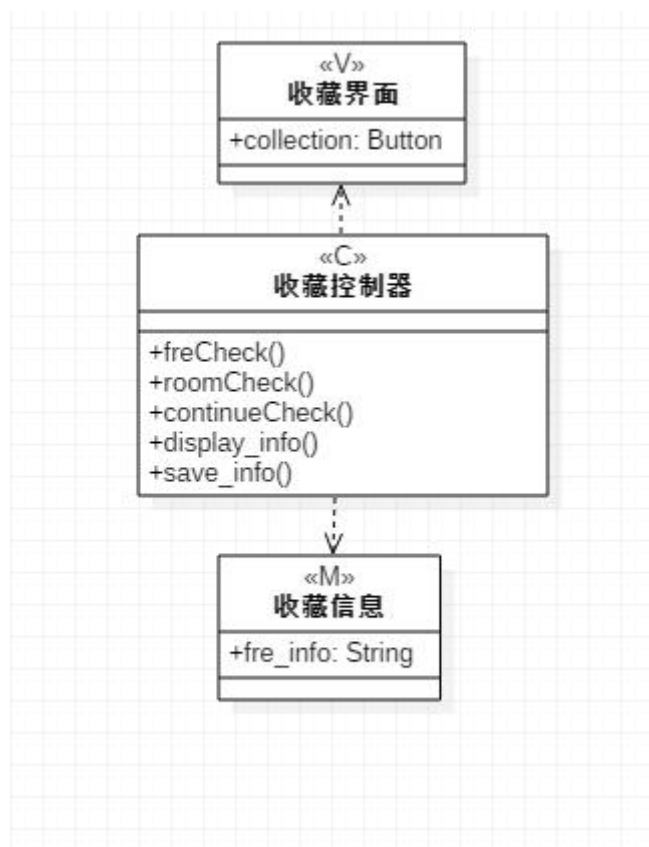 «V»
收藏界面
+collection: Button
«C»
收藏控制器
+freCheck()
+roomCheck()
+continueCheck()
+display_info()
+save_info()
«M»
收藏信息
+fre_info: String